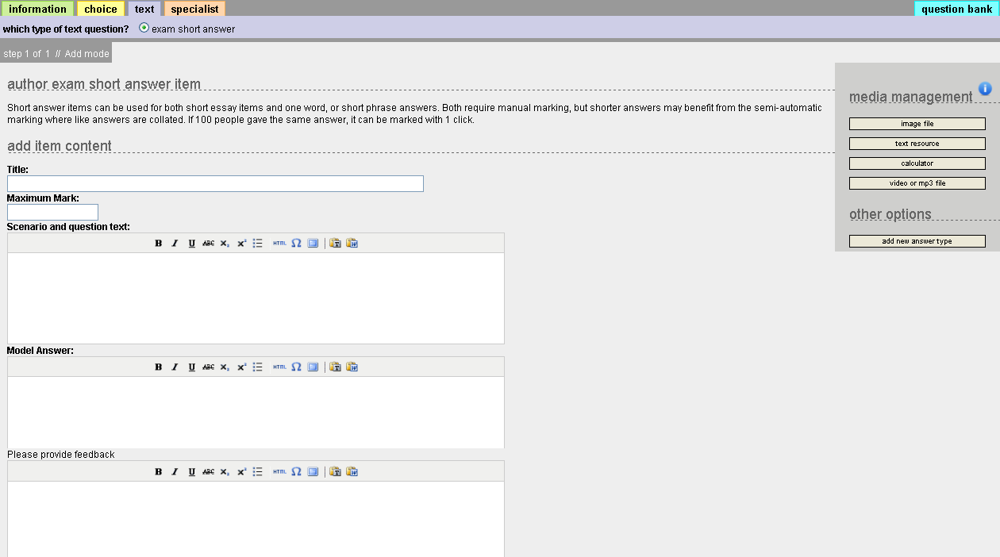 information choice text specialist question bank
which type of text question? exam short answer
step 1 of 1 // Add mode
author exam short answer item
Short answer items can be used for both short essay items and one word, or short phrase answers. Both require manual marking, but shorter answers may benefit from the semi-automatic
marking where like answers are collated. If 100 people gave the same answer, it can be marked with 1 click.
add item content
Title:
Maximum Mark:
Scenario and question text:
B I U ABC x₂ x² HTML Ω T W
Model Answer:
B I U ABC x₂ x² HTML Ω T W
Please provide feedback
B I U ABC x₂ x² HTML Ω T W
i
media management
image file
text resource
calculator
video or mp3 file
other options
add new answer type